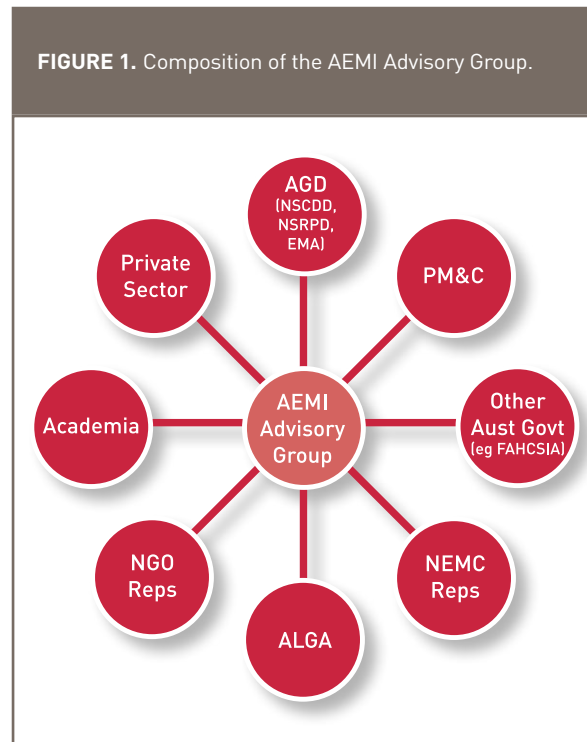 FIGURE 1. Composition of the AEMI Advisory Group.
AGD
(NSCDD,
NSRPD,
EMA)
PM&C
Other
Aust Govt
(eg FAHCSIA)
NEMC
Reps
ALGA
NGO
Reps
Academia
Private
Sector
AEMI
Advisory
Group